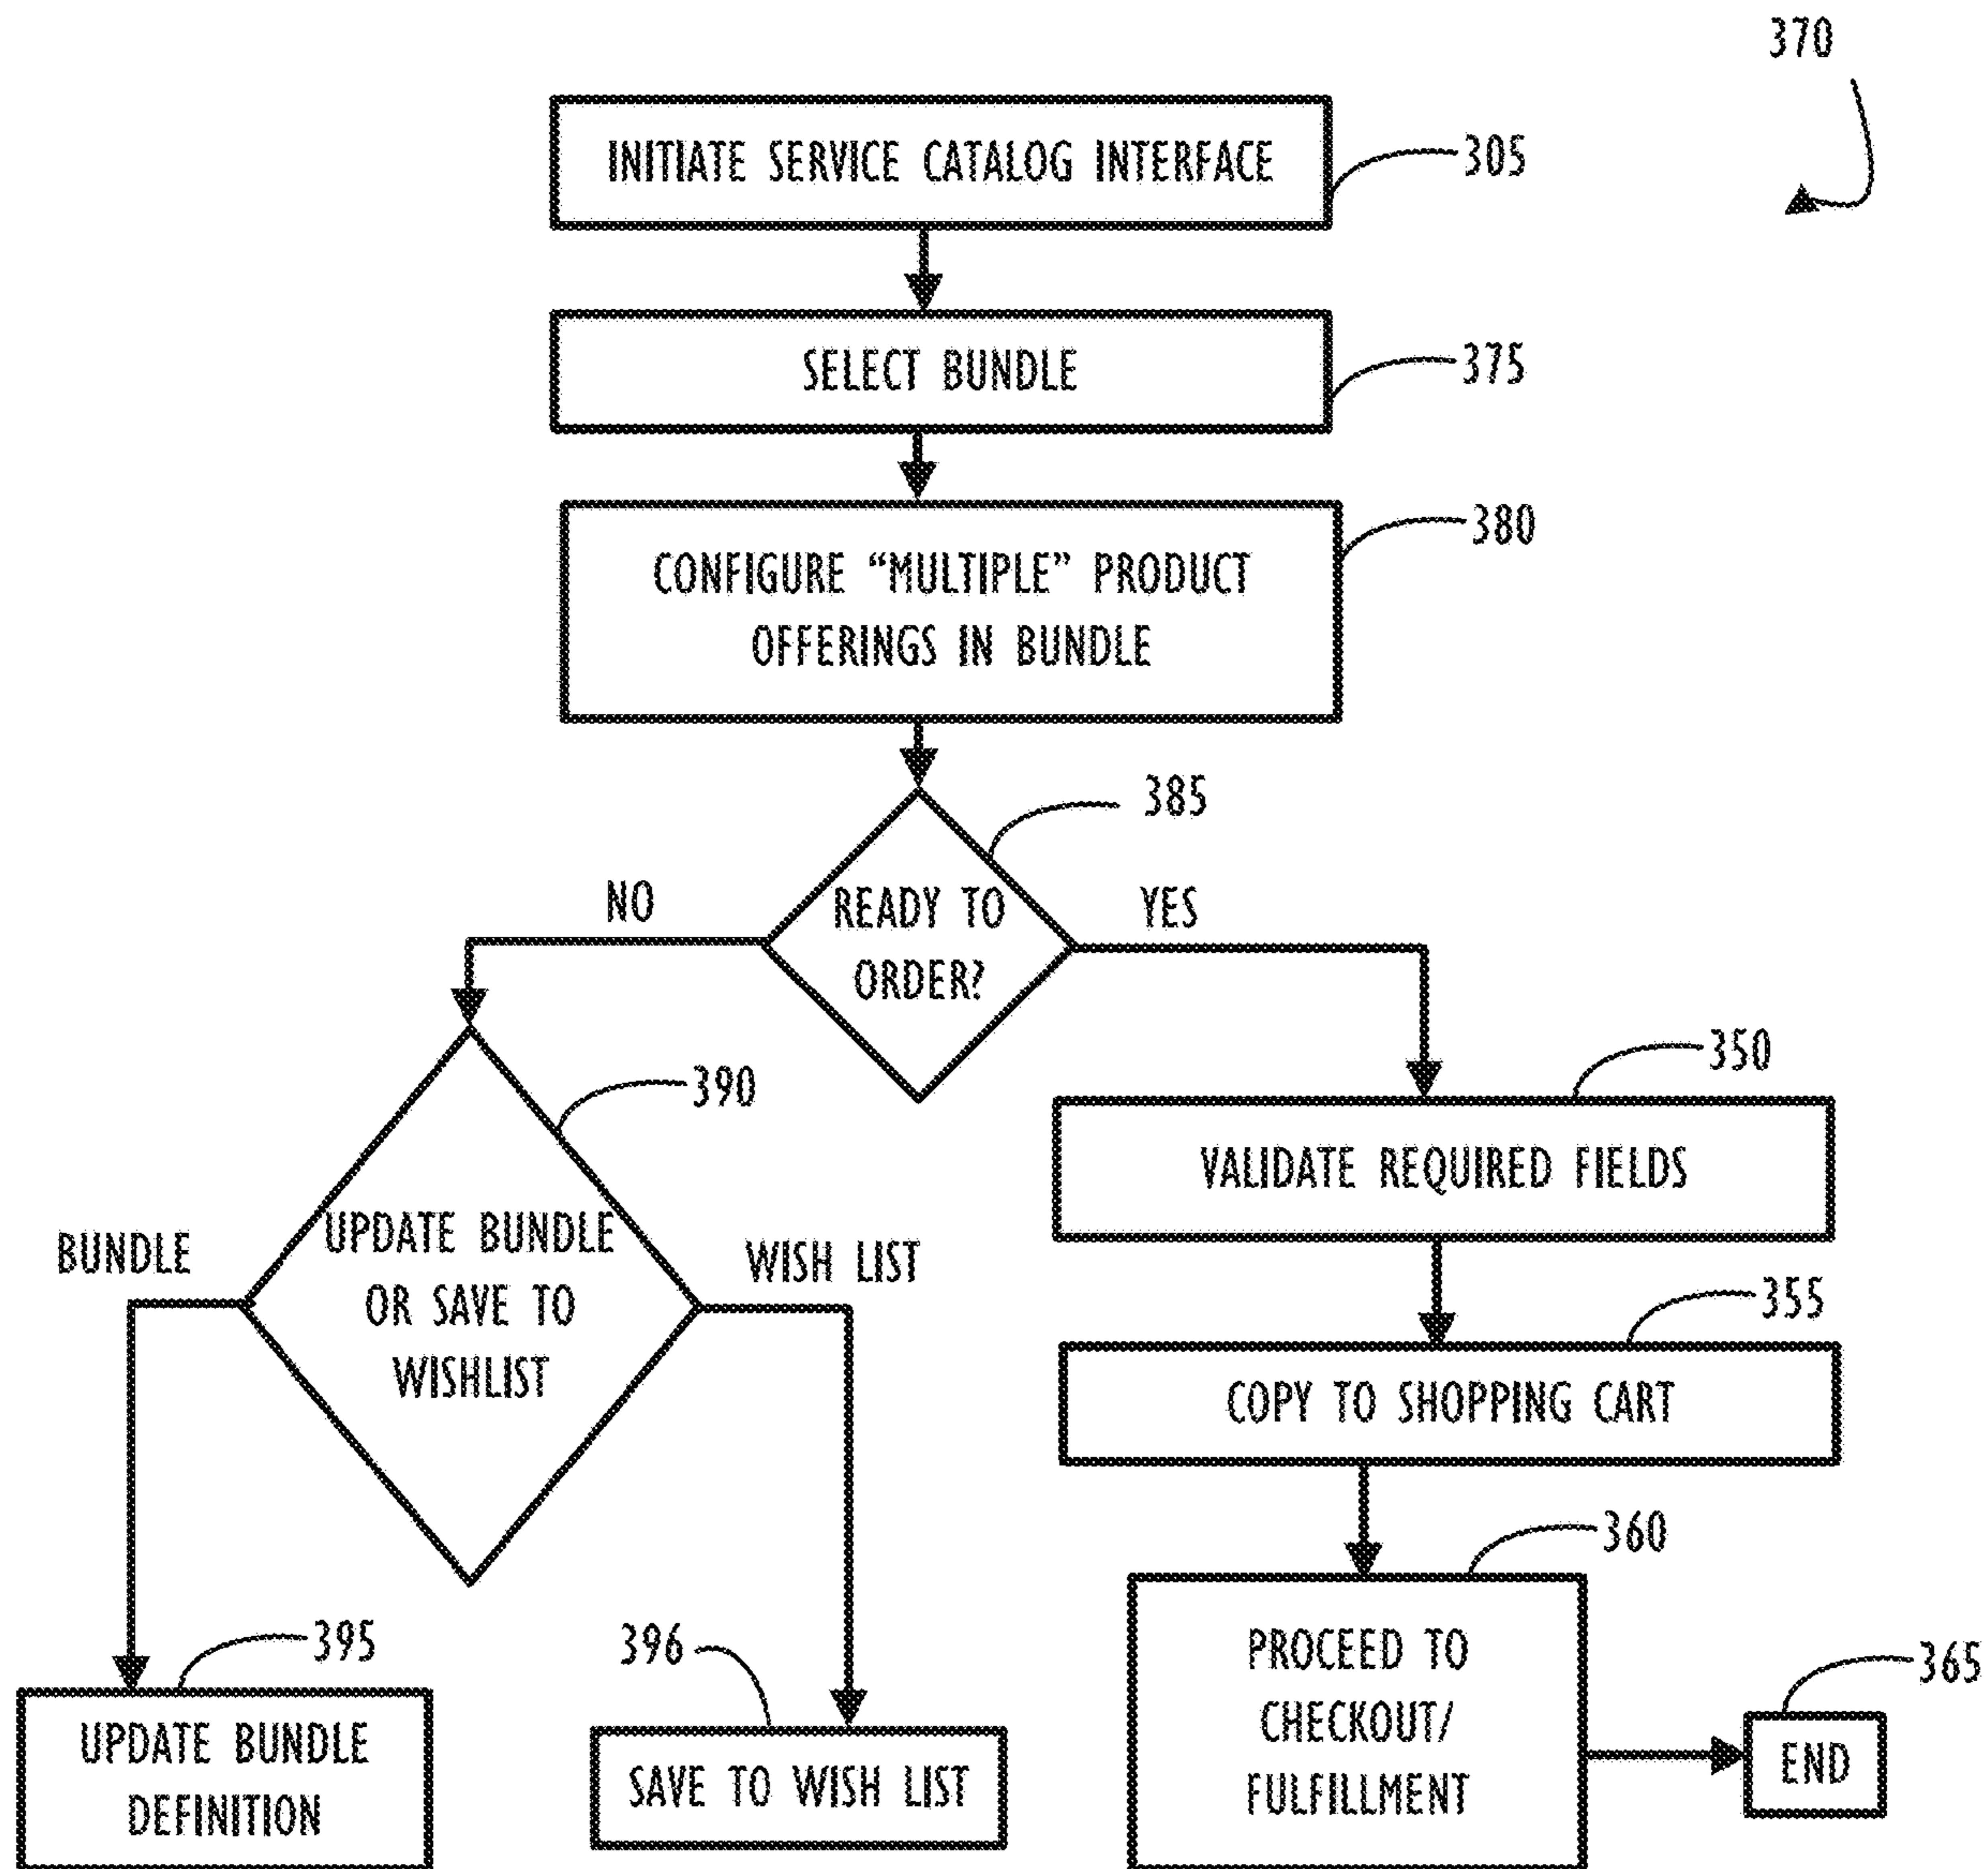 370
INITIATE SERVICE CATALOG INTERFACE
305
SELECT BUNDLE
375
380
CONFIGURE “MULTIPLE” PRODUCT
OFFERINGS IN BUNDLE
385
NO
READY TO
ORDER?
YES
350
390
VALIDATE REQUIRED FIELDS
BUNDLE
UPDATE BUNDLE
OR SAVE TO
WISHLIST
WISH LIST
355
COPY TO SHOPPING CART
360
395
396
365
UPDATE BUNDLE
DEFINITION
SAVE TO WISH LIST
PROCEED TO
CHECKOUT/
FULFILLMENT
END